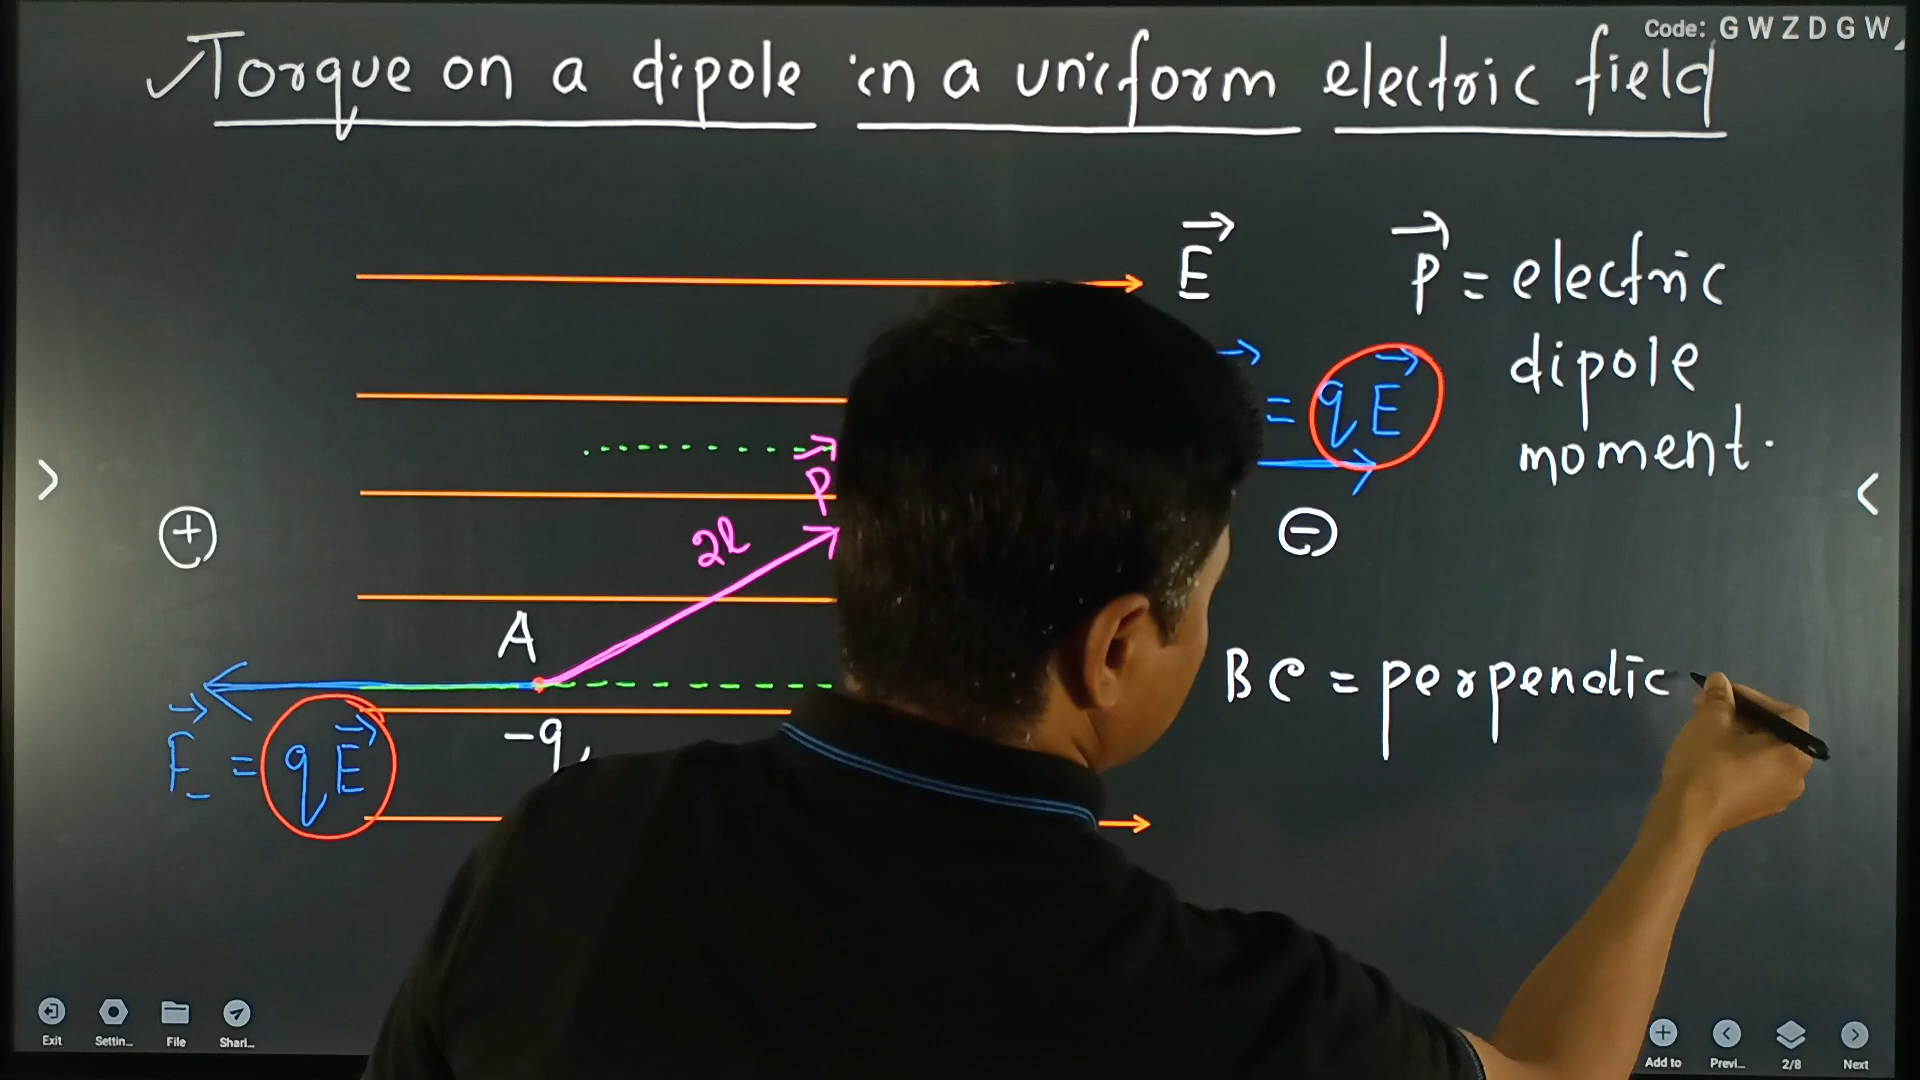 Code: GWZDGW
Torque on a dipole in a uniform electric field
E
P = electric
dipole
moment.
= qE
P
2l
+
−
A
BC = perpendic
-q
F_ = qE
Exit
Settin...
File
Shari...
Add to
Previ...
2/8
Next